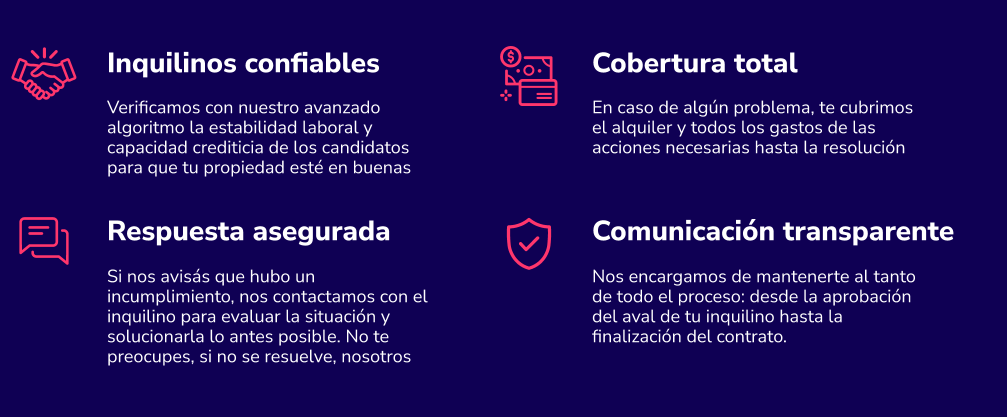 Inquilinos confiables
Verificamos con nuestro avanzado
algoritmo la estabilidad laboral y
capacidad crediticia de los candidatos
para que tu propiedad esté en buenas
Cobertura total
En caso de algún problema, te cubrimos
el alquiler y todos los gastos de las
acciones necesarias hasta la resolución
Respuesta asegurada
Si nos avisás que hubo un
incumplimiento, nos contactamos con el
inquilino para evaluar la situación y
solucionarla lo antes posible. No te
preocupes, si no se resuelve, nosotros
Comunicación transparente
Nos encargamos de mantenerte al tanto
de todo el proceso: desde la aprobación
del aval de tu inquilino hasta la
finalización del contrato.